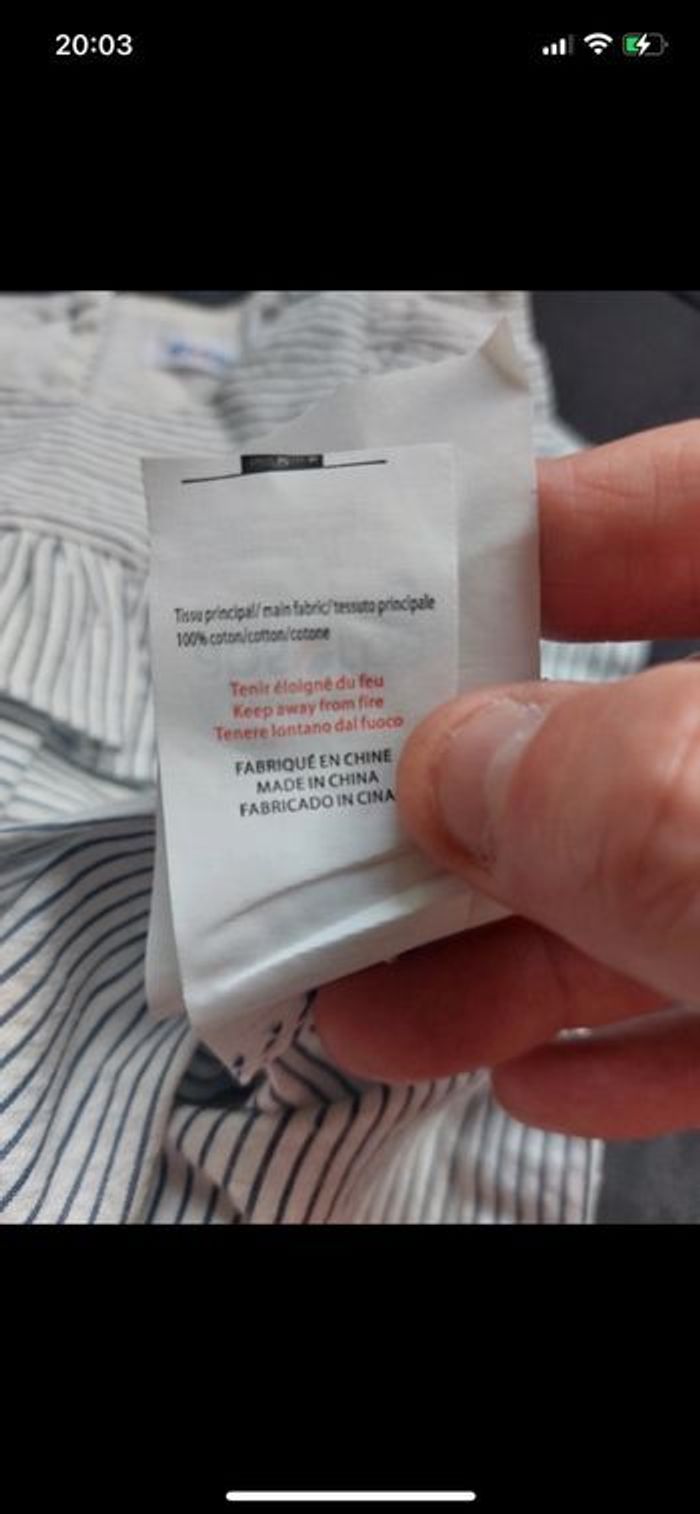 20:03
Tissu principal/ main fabric/ tessuto principale
100% coton/cotton/cotone
Tenir éloigné du feu
Keep away from fire
Tenere lontano dal fuoco
FABRIQUÉ EN CHINE
MADE IN CHINA
FABRICADO IN CINA